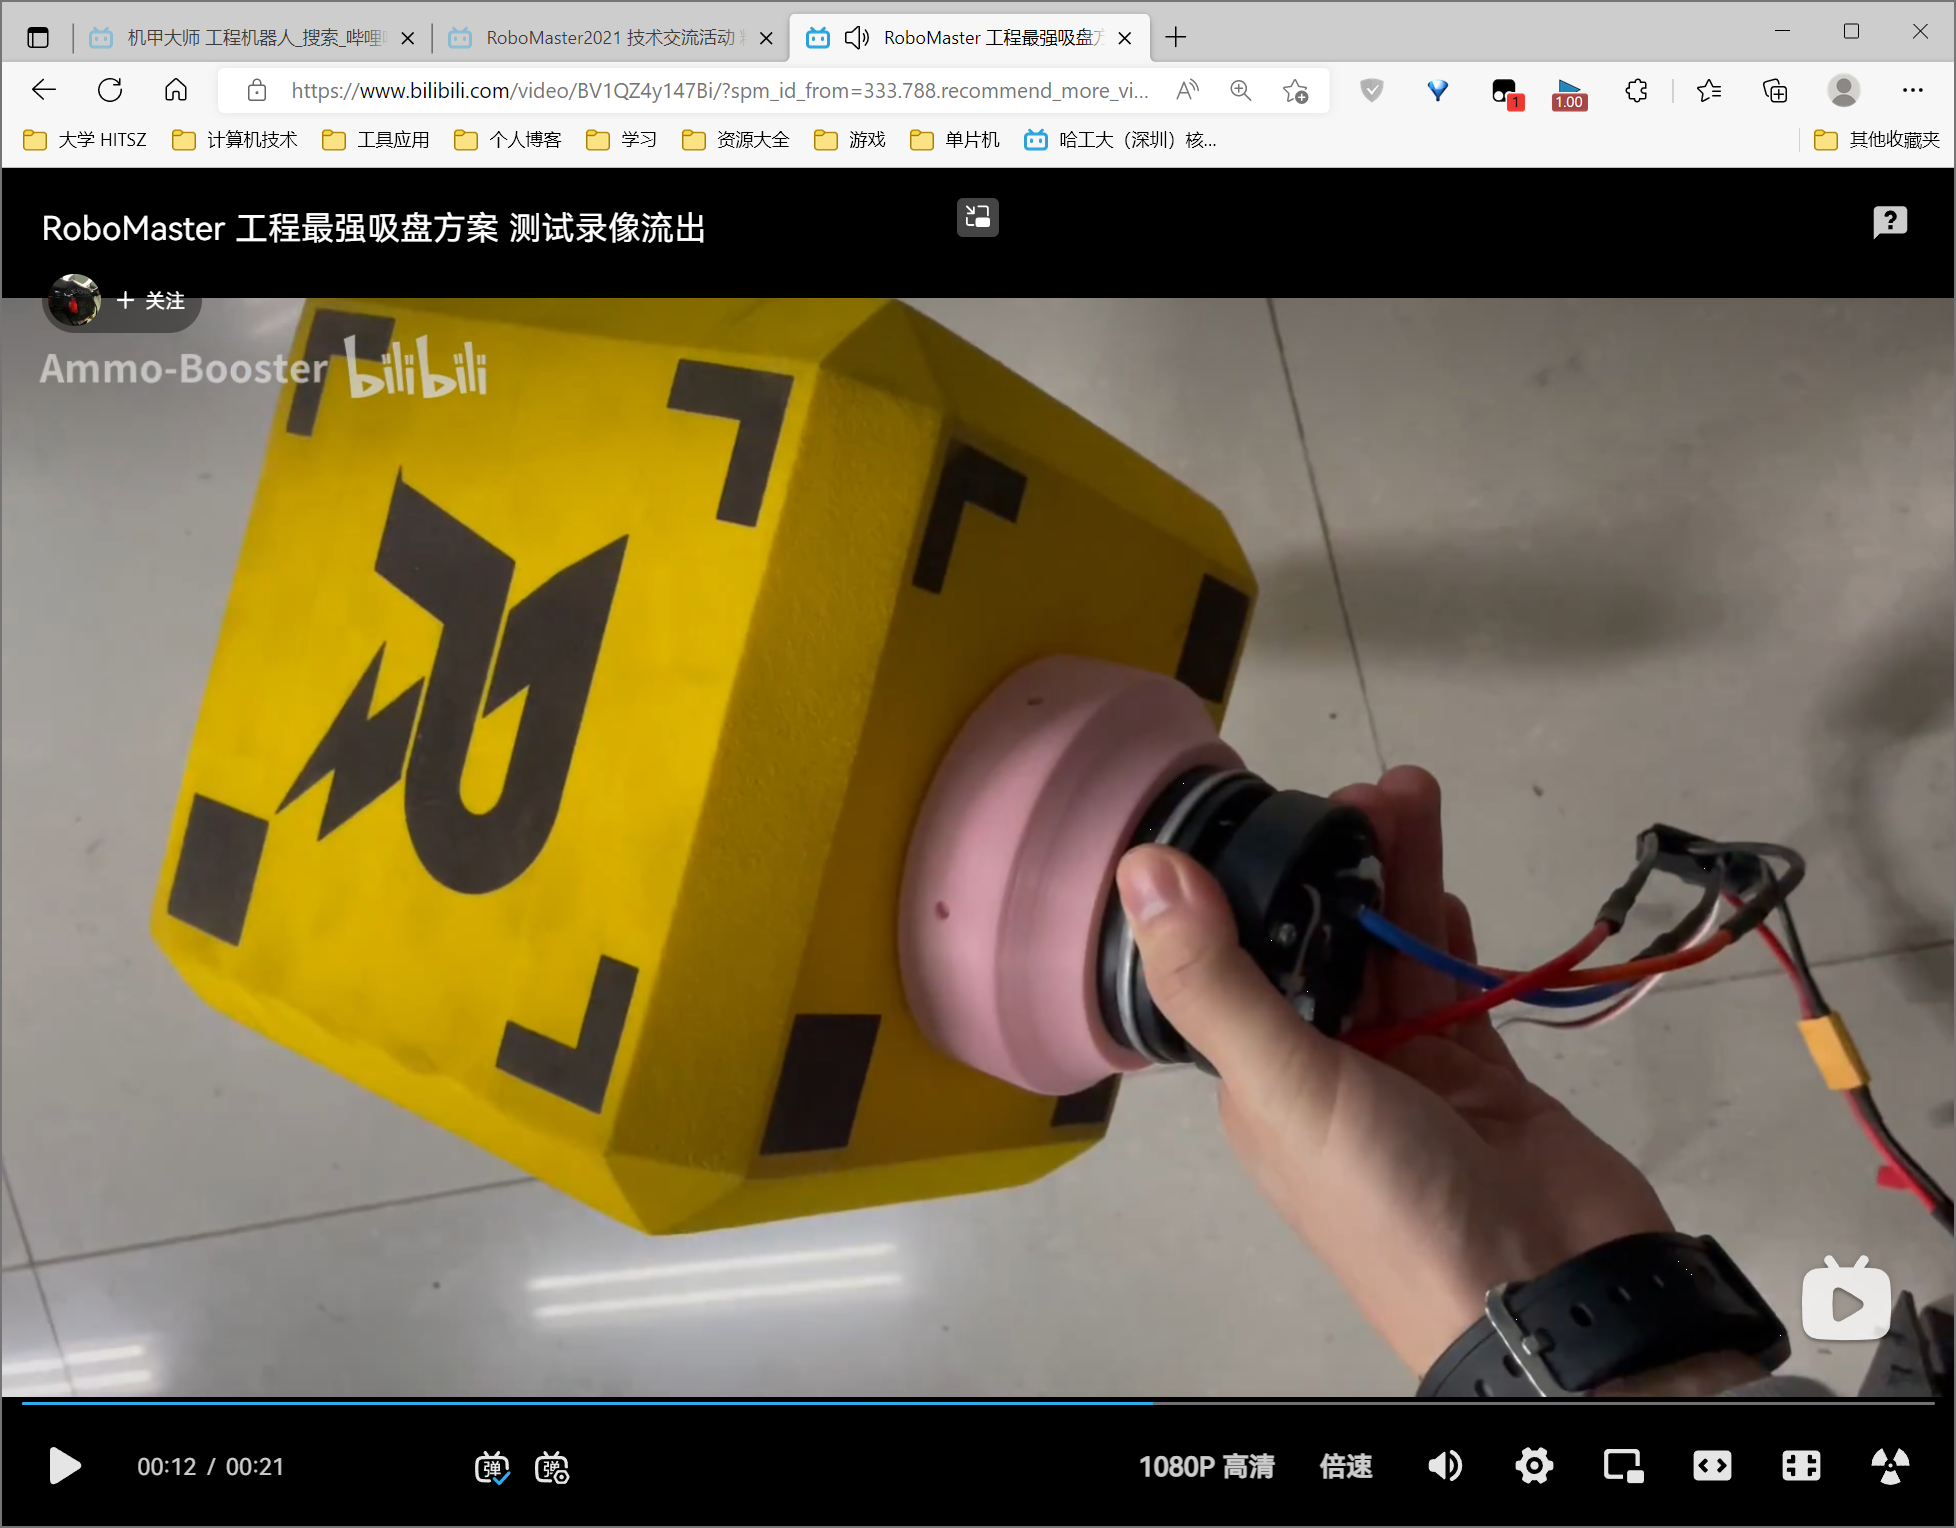 机甲大师 工程机器人_搜索_哔哩
RoboMaster2021 技术交流活动
RoboMaster 工程最强吸盘方
https://www.bilibili.com/video/BV1QZ4y147Bi/?spm_id_from=333.788.recommend_more_vi...
1
1.00
大学 HITSZ
计算机技术
工具应用
个人博客
学习
资源大全
游戏
单片机
哈工大（深圳）核...
其他收藏夹
RoboMaster 工程最强吸盘方案 测试录像流出
+ 关注
Ammo-Booster bilibili
00:12 / 00:21
弹
弹
1080P 高清
倍速